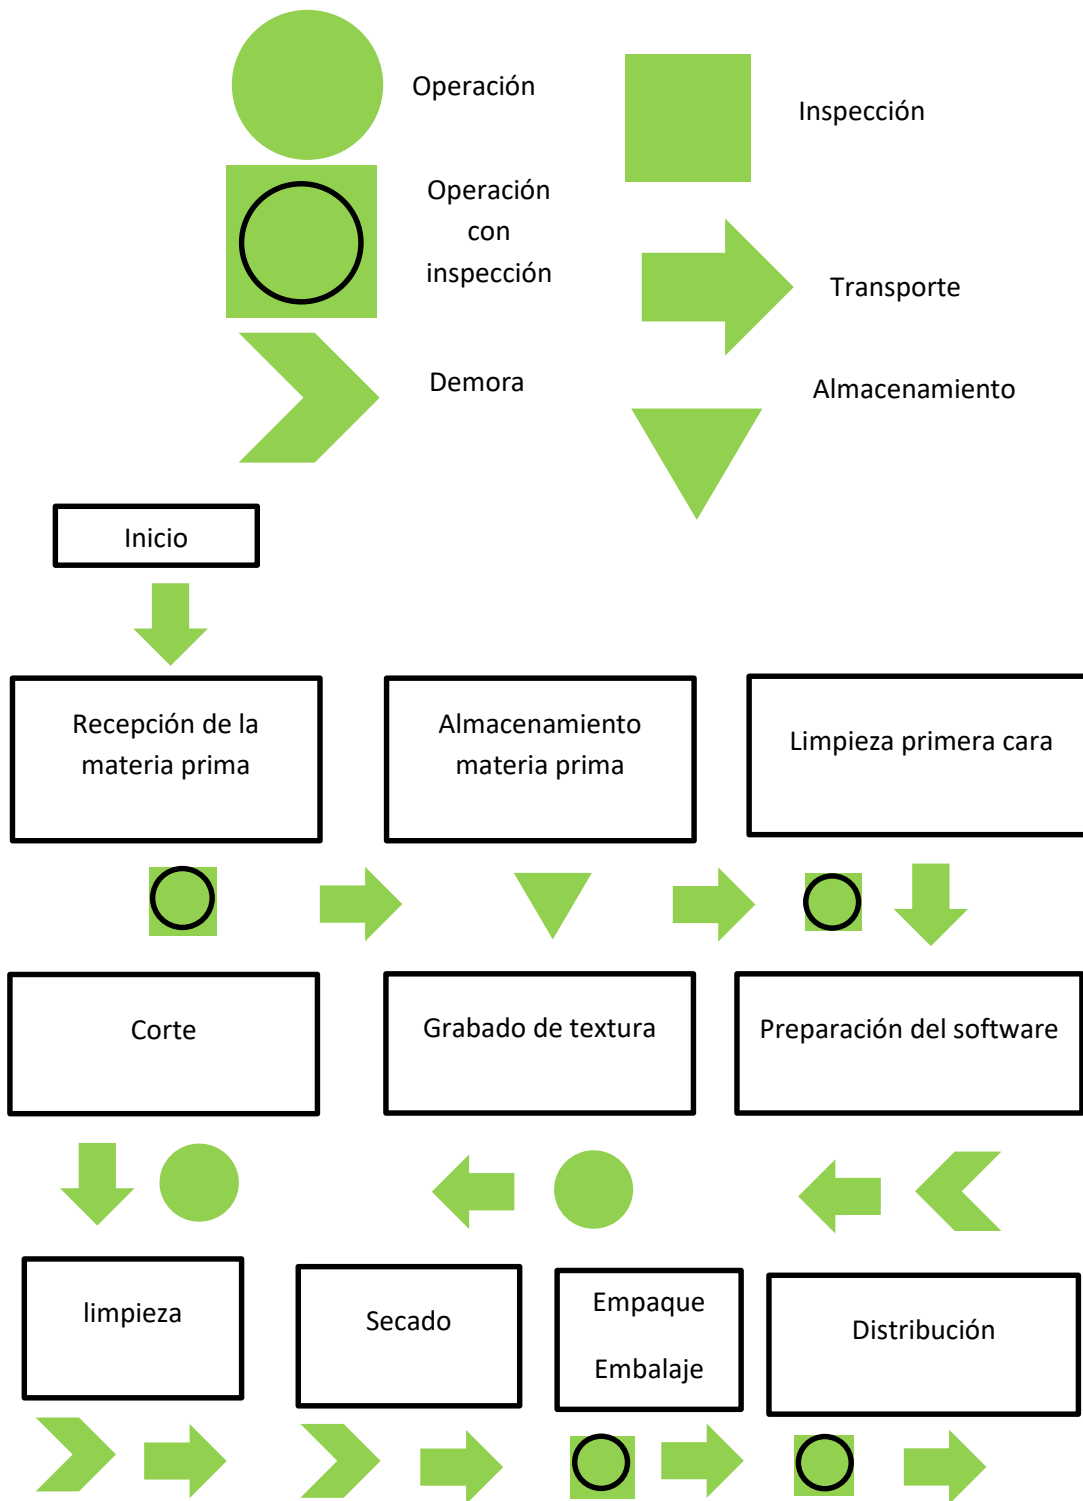 Operación
Inspección
Operación
con
inspección
Transporte
Demora
Almacenamiento
Inicio
Recepción de la
materia prima
Almacenamiento
materia prima
Limpieza primera cara
Corte
Grabado de textura
Preparación del software
limpieza
Secado
Empaque
Embalaje
Distribución